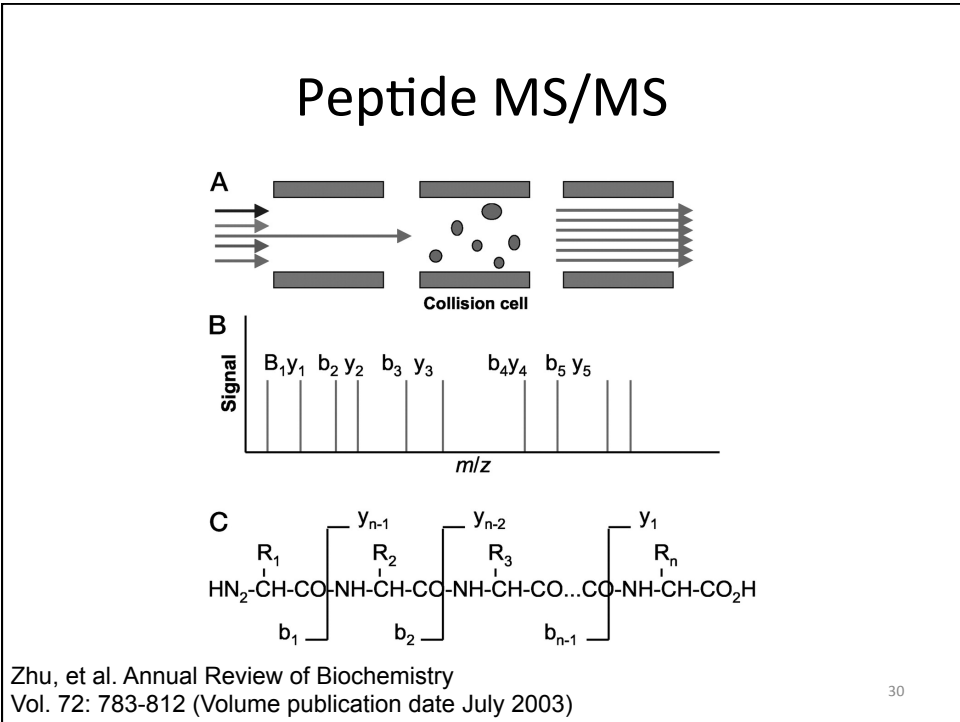 Peptide MS/MS
A
Collision cell
B
Signal
B₁y₁ b₂ y₂ b₃ y₃ b₄y₄ b₅ y₅
m/z
C
yₙ₋₁ yₙ₋₂ y₁
R₁ R₂ R₃ Rₙ
HN₂-CH-CO-NH-CH-CO-NH-CH-CO...CO-NH-CH-CO₂H
b₁ b₂ bₙ₋₁
Zhu, et al. Annual Review of Biochemistry
Vol. 72: 783-812 (Volume publication date July 2003)
30